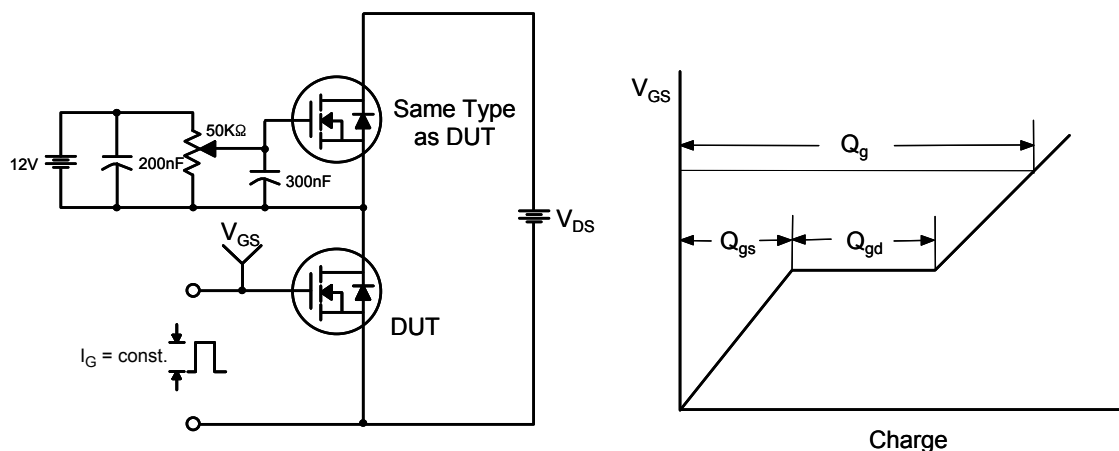 Same Type
as DUT
50KΩ
12V
200nF
300nF
V_DS
V_GS
DUT
I_G = const.
V_GS
Q_g
Q_gs
Q_gd
Charge